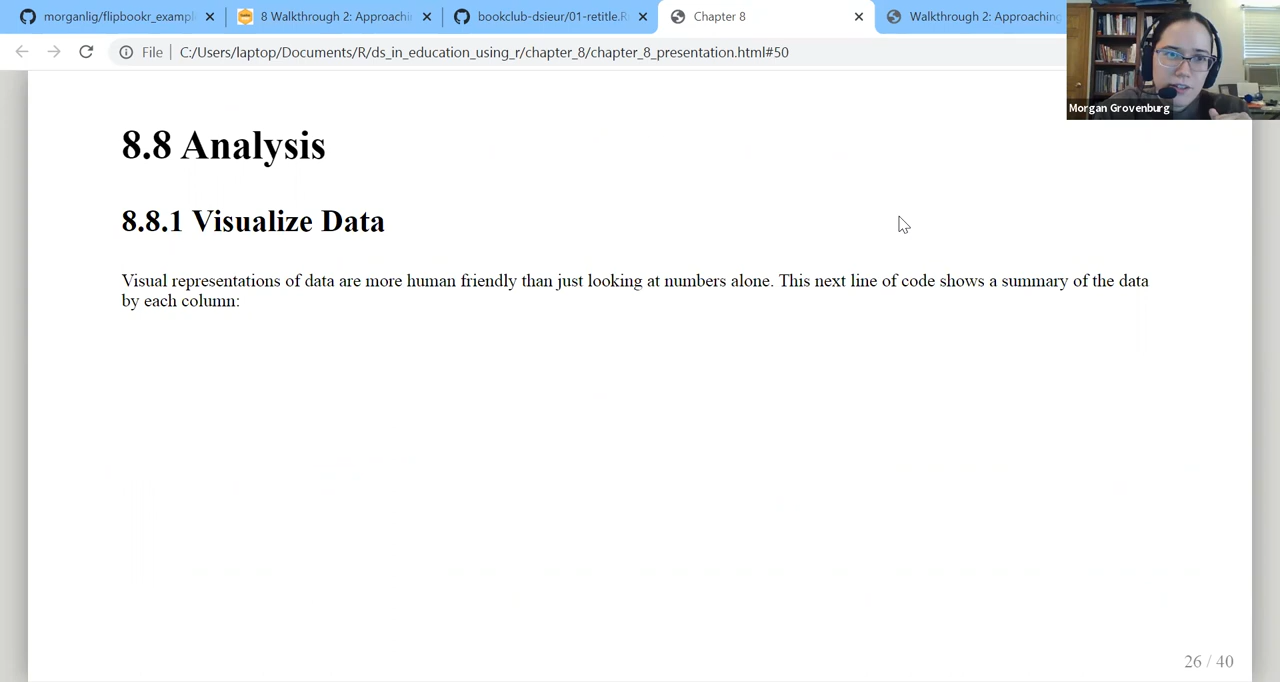 morganlig/flipbookr_exampl
8 Walkthrough 2: Approachi
bookclub-dsieur/01-retitle.R
Chapter 8
Walkthrough 2: Approaching
File | C:/Users/laptop/Documents/R/ds_in_education_using_r/chapter_8/chapter_8_presentation.html#50
Morgan Grovenburg
8.8 Analysis
8.8.1 Visualize Data
Visual representations of data are more human friendly than just looking at numbers alone. This next line of code shows a summary of the data
by each column:
26 / 40